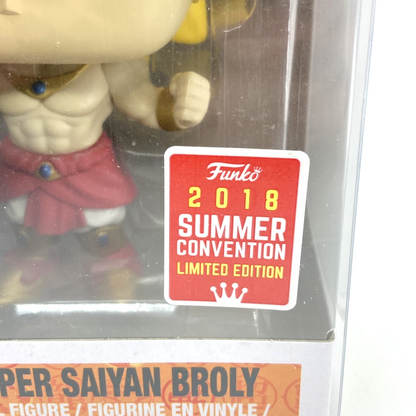 Funko
2018
SUMMER
CONVENTION
LIMITED EDITION
PER SAIYAN BROLY
FIGURE / FIGURINE EN VINYLE /